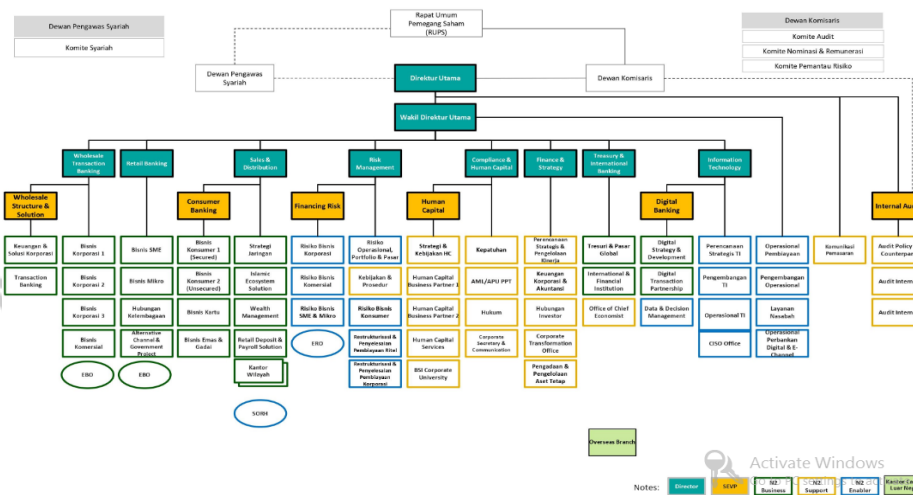 Dewan Pengawas Syariah
Komite Syariah
Rapat Umum
Pemegang Saham
(RUPS)
Dewan Komisaris
Komite Audit
Komite Nominasi & Remunerasi
Komite Pemantau Risiko
Dewan Pengawas
Syariah
Direktur Utama
Dewan Komisaris
Wakil Direktur Utama
Wholesale
Transaction
Banking
Retail Banking
Sales &
Distribution
Risk
Management
Compliance &
Human Capital
Finance &
Strategy
Treasury &
International
Banking
Information
Technology
Wholesale
Structure &
Solution
Consumer
Banking
Financing Risk
Human
Capital
Digital
Banking
Internal
Keuangan &
Solusi Korporasi
Bisnis
Korporasi 1
Bisnis SME
Bisnis
Konsumer 1
(Secured)
Strategi
Jaringan
Risiko Bisnis
Korporasi
Risiko
Operasional,
Portfolio & Pasar
Strategi &
Kebijakan HC
Kepatuhan
Perencanaan
Strategis &
Pengelolaan
Kinerja
Tresuri & Pasar
Global
Digital
Strategy &
Development
Perencanaan
Strategis TI
Operasional
Pembiayaan
Komunikasi
Pemasaran
Audit Policy
Transaction
Banking
Bisnis
Korporasi 2
Bisnis Mikro
Bisnis
Konsumer 2
(Unsecured)
Islamic
Ecosystem
Solution
Risiko Bisnis
Komersial
Kebijakan &
Prosedur
Human Capital
Business Partner 1
AML/APU PPT
Keuangan
Korporasi &
Akuntansi
International &
Financial
Institution
Digital
Transaction
Partnership
Pengembangan
TI
Pengembangan
Operasional
Audit
Bisnis
Korporasi 3
Hubungan
Kelembagaan
Bisnis Kartu
Wealth
Management
Risiko Bisnis
SME & Mikro
Risiko Bisnis
Konsumer
Human Capital
Business Partner 2
Hukum
Hubungan
Investor
Office of Chief
Economist
Data & Decision
Management
Operasional TI
Layanan
Nasabah
Audit
Bisnis
Komersial
Alternative
Channel &
Government
Project
Bisnis Emas &
Gadai
Retail Deposit &
Payroll Solution
ERO
Restrukturisasi &
Penyelesaian
Pembiayaan Ritel
Human Capital
Services
Corporate
Secretary &
Communication
Corporate
Transformation
Office
CISO Office
Operasional
Perbankan
Digital & E-
Channel
EBO
EBO
Kantor
Wilayah
Restrukturisasi &
Penyelesaian
Pembiayaan
Korporasi
BSI Corporate
University
Pengadaan &
Pengelolaan
Aset Tetap
Overseas Branch
Activate Windows
Notes:
Director
SEVP
N2
Business
N2
Support
N2
Enabler